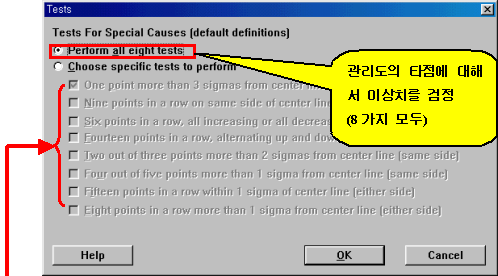 Tests
Tests For Special Causes (default definitions)
Perform all eight tests
Choose specific tests to perform
One point more than 3 sigmas from center
Nine points in a row on same side of center line
Six points in a row, all increasing or all
Fourteen points in a row, alternating up and
Two out of three points more than 2 sigmas from center line (same side)
Four out of five points more than 1 sigma from center line (same side)
Fifteen points in a row within 1 sigma of center line (either side)
Eight points in a row more than 1 sigma from center line (either side)
관리도의 타점에 대해
서 이상치를 검정
(8 가지 모두)
Help
OK
Cancel